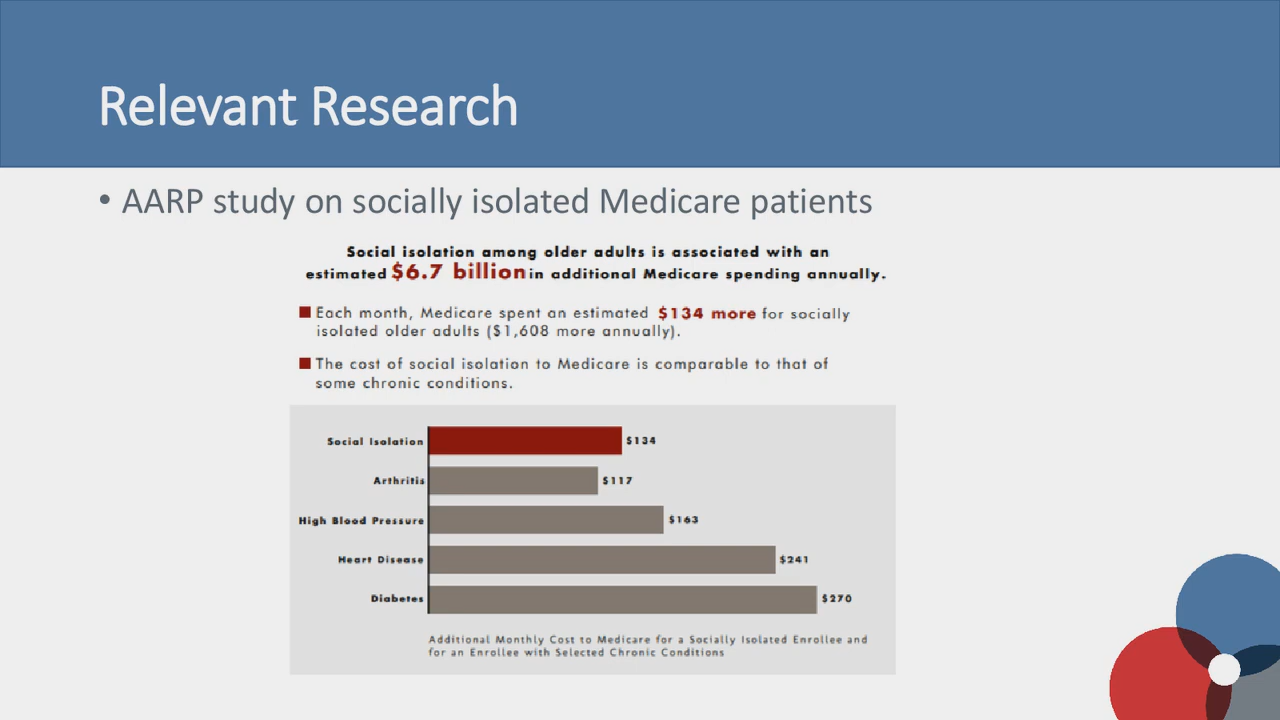 Relevant Research
• AARP study on socially isolated Medicare patients
Social isolation among older adults is associated with an
estimated $6.7 billion in additional Medicare spending annually.
Each month, Medicare spent an estimated $134 more for socially
isolated older adults ($1,608 more annually).
The cost of social isolation to Medicare is comparable to that of
some chronic conditions.
Social Isolation $134
Arthritis $117
High Blood Pressure $163
Heart Disease $241
Diabetes $270
Additional Monthly Cost to Medicare for a Socially Isolated Enrollee and
for an Enrollee with Selected Chronic Conditions